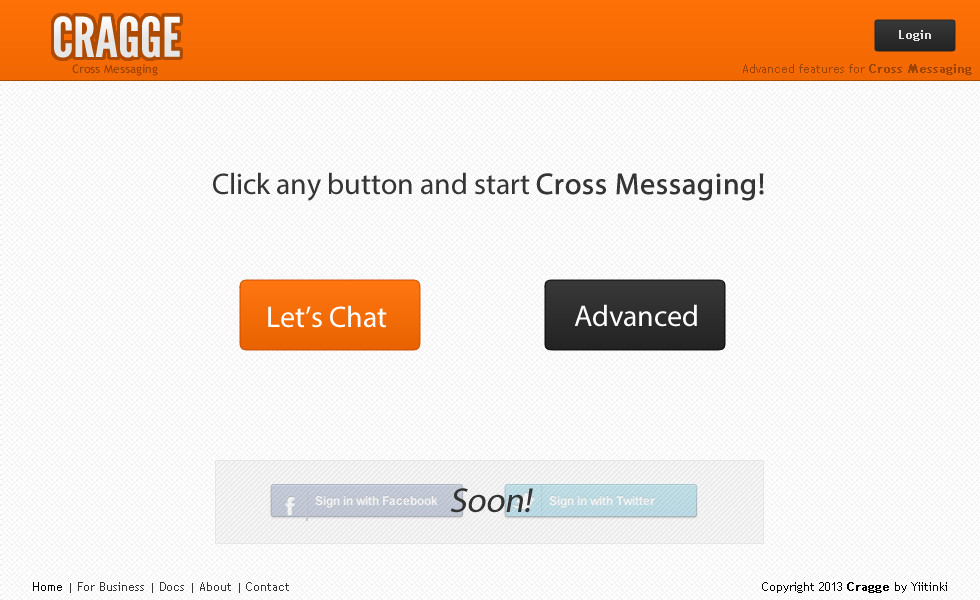 CRAGGE
Cross Messaging
Login
Advanced features for Cross Messaging
Click any button and start Cross Messaging!
Let's Chat
Advanced
Sign in with Facebook
Soon!
Sign in with Twitter
Home | For Business | Docs | About | Contact
Copyright 2013 Cragge by Yiitinki